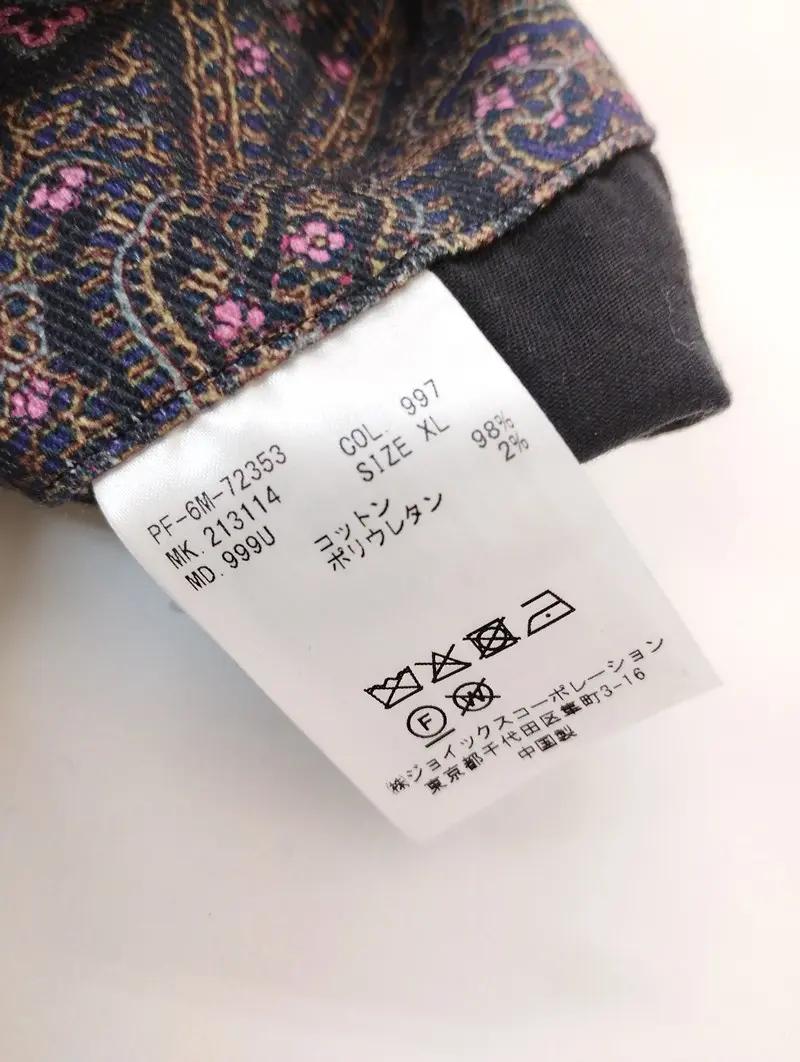 PF-6M-72353
MK. 213114
MD. 999U
COL. 997
SIZE XL
コットン 98%
ポリウレタン 2%
F
W
㈱ジョイックスコーポレーション
東京都千代田区隼町3-16
中国製